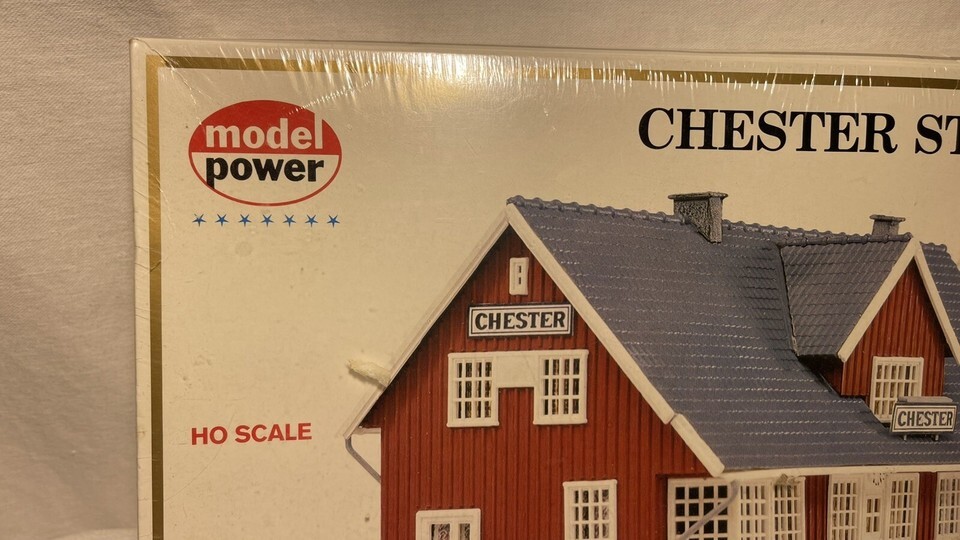 model
power
CHESTER ST
CHESTER
CHESTER
HO SCALE